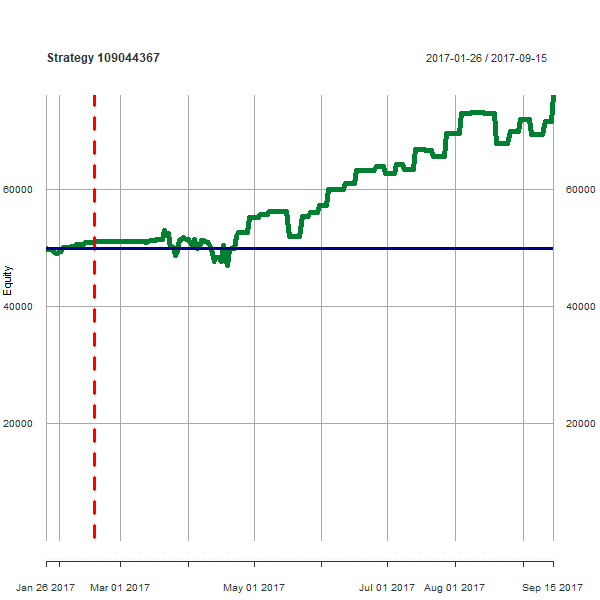 Strategy 109044367
2017-01-26 / 2017-09-15
60000
60000
Equity
40000
40000
20000
20000
Jan 26 2017
Mar 01 2017
May 01 2017
Jul 01 2017
Aug 01 2017
Sep 15 2017